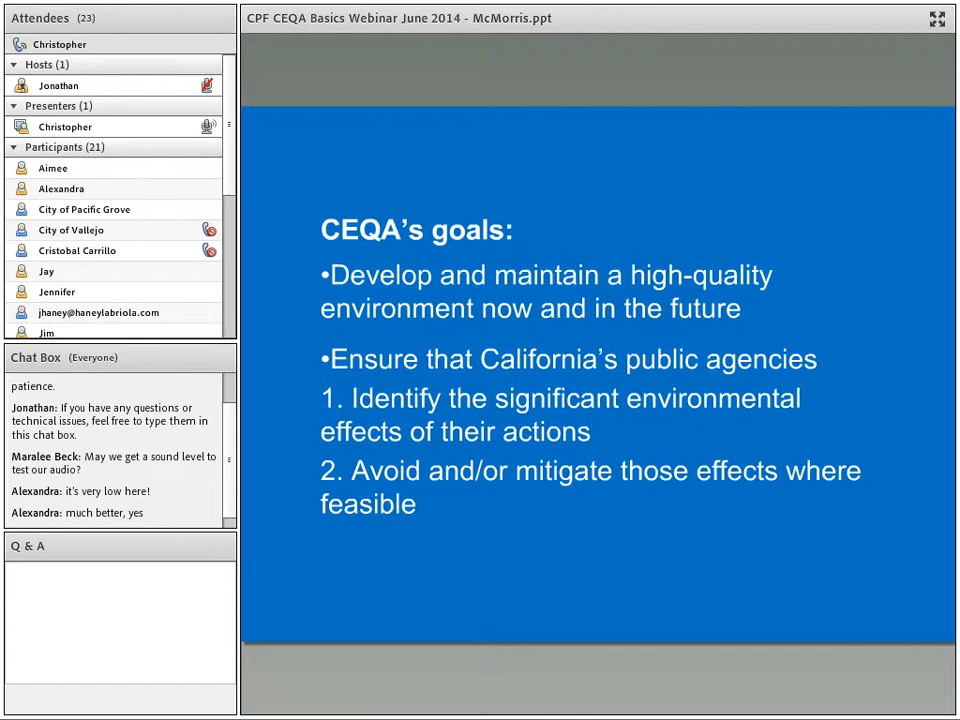 Attendees (23)
Christopher
Hosts (1)
Jonathan
Presenters (1)
Christopher
Participants (21)
Aimee
Alexandra
City of Pacific Grove
City of Vallejo
Cristobal Carrillo
Jay
Jennifer
jhaney@haneylabriola.com
Jim
Chat Box (Everyone)
patience.
Jonathan: If you have any questions or
technical issues, feel free to type them in
this chat box.
Maralee Beck: May we get a sound level to
test our audio?
Alexandra: it's very low here!
Alexandra: much better, yes
Q & A
CPF CEQA Basics Webinar June 2014 - McMorris.ppt
CEQA’s goals:
•Develop and maintain a high-quality
environment now and in the future
•Ensure that California’s public agencies
1. Identify the significant environmental
effects of their actions
2. Avoid and/or mitigate those effects where
feasible